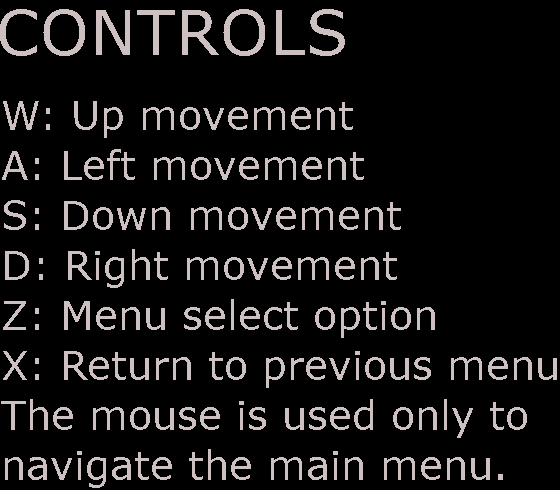 CONTROLS
W: Up movement
A: Left movement
S: Down movement
D: Right movement
Z: Menu select option
X: Return to previous menu
The mouse is used only to
navigate the main menu.